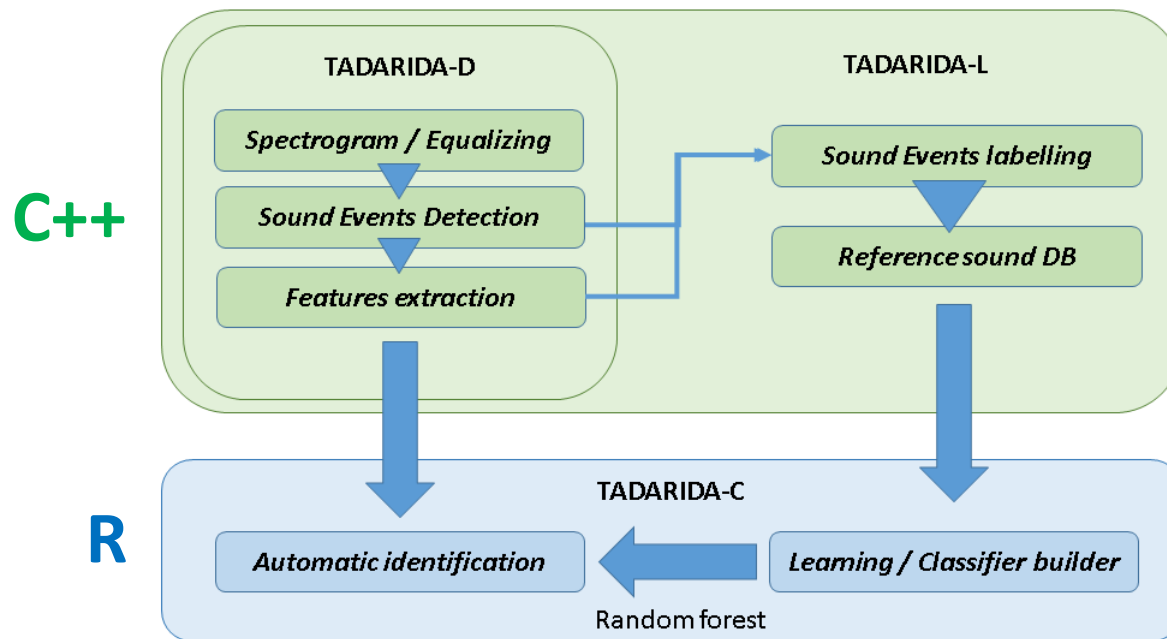 TADARIDA-D
TADARIDA-L
Spectrogram / Equalizing
Sound Events labelling
C++
Sound Events Detection
Reference sound DB
Features extraction
TADARIDA-C
R
Automatic identification
Learning / Classifier builder
Random forest